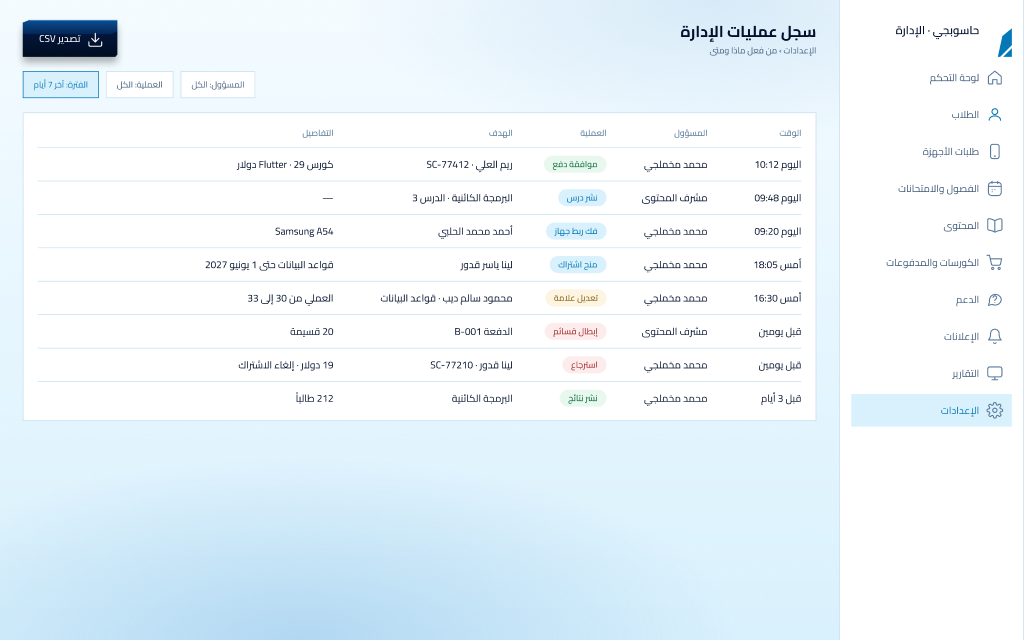 حاسوبجي · الإدارة
لوحة التحكم
الطلاب
طلبات الأجهزة
الفصول والامتحانات
المحتوى
الكورسات والمدفوعات
الدعم
الإعلانات
التقارير
الإعدادات
سجل عمليات الإدارة
الإعدادات › من فعل ماذا ومتى
تصدير CSV
المسؤول: الكل
العملية: الكل
الفترة: آخر 7 أيام
الوقت المسؤول العملية الهدف التفاصيل
اليوم 10:12 محمد مخملجي موافقة دفع ريم العلي · SC-77412 كورس Flutter · 29 دولار
اليوم 09:48 مشرف المحتوى نشر درس البرمجة الكائنية · الدرس 3 —
اليوم 09:20 محمد مخملجي فك ربط جهاز أحمد محمد الحلبي Samsung A54
أمس 18:05 محمد مخملجي منح اشتراك لينا ياسر قدور قواعد البيانات حتى 1 يونيو 2027
أمس 16:30 محمد مخملجي تعديل علامة محمود سالم ديب · قواعد البيانات العملي من 30 إلى 33
قبل يومين مشرف المحتوى إبطال قسائم الدفعة B-001 20 قسيمة
قبل يومين محمد مخملجي استرجاع لينا قدور · SC-77210 19 دولار · إلغاء الاشتراك
قبل 3 أيام محمد مخملجي نشر نتائج البرمجة الكائنية 212 طالباً